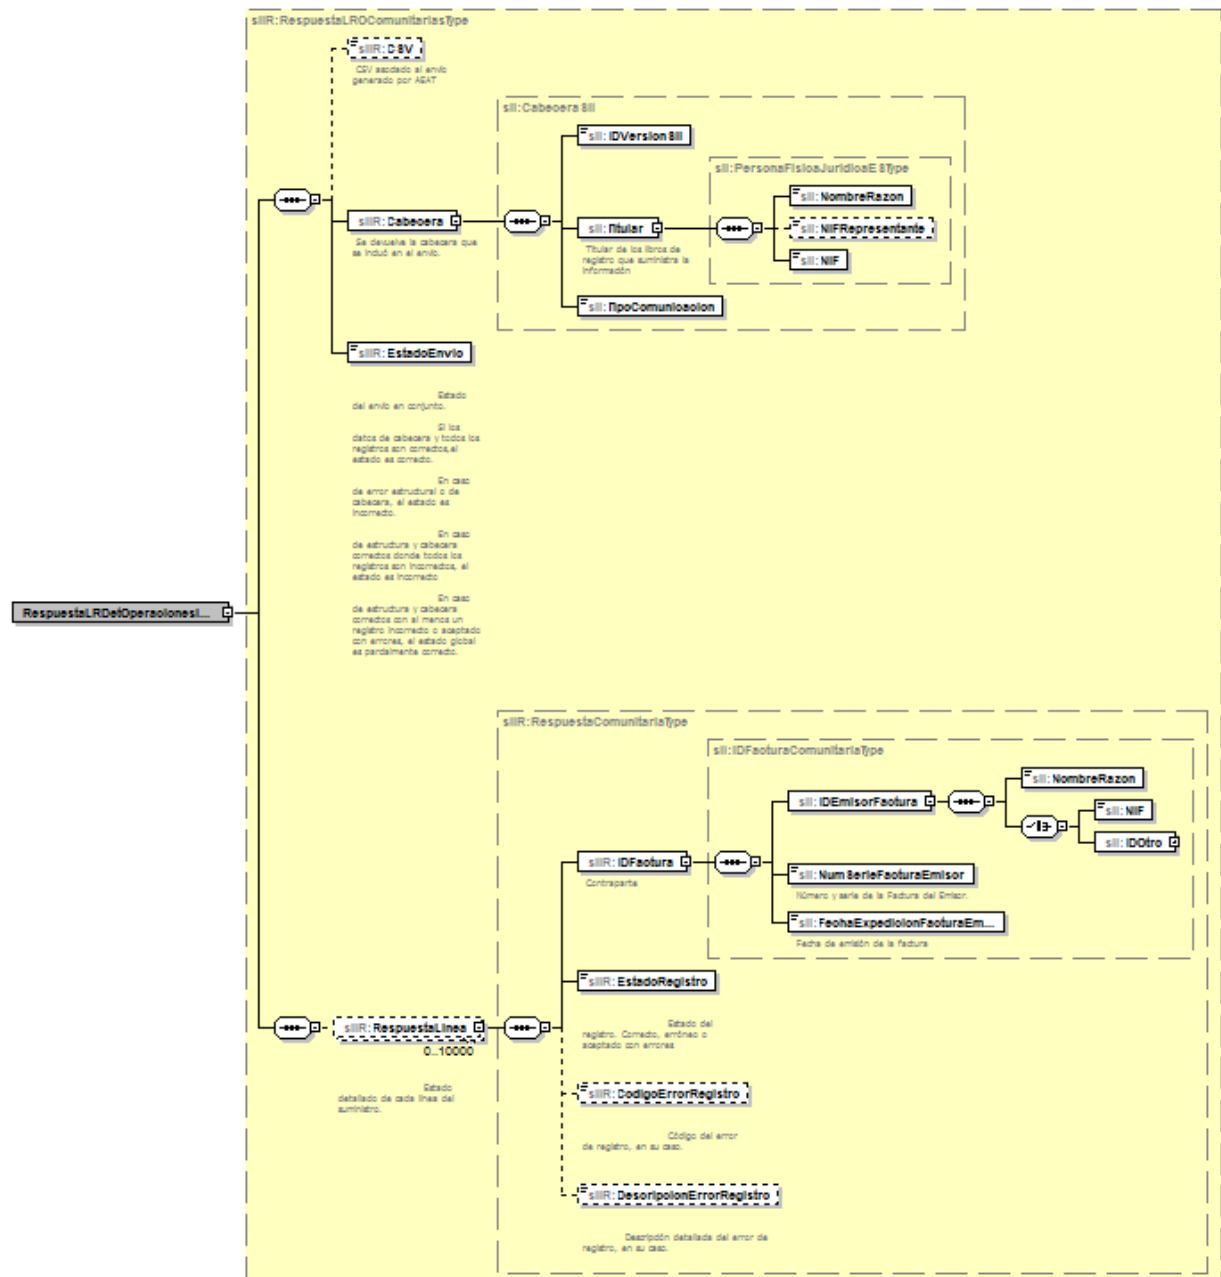 siiR:RespuestaLROComunitariasType
siiR:CSV
CSV asociado al envío
generado por AEAT
sii:CabeceraSii
sii:IDVersionSii
sii:PersonaFisicaJuridicaESType
sii:NombreRazon
siiR:Cabecera
sii:Titular
sii:NIFRepresentante
Se devuelve la cabecera que
se incluó en el envío.
Titular de los libros de
registro que suministra la
información
sii:NIF
sii:TipoComunicacion
siiR:EstadoEnvio
Estado
del envío en conjunto.
Si los
datos de cabecera y todos los
registros son correctos,el
estado es correcto.
En caso
de error estructural o de
cabecera, el estado es
incorrecto.
En caso
de estructura y cabecera
correctos donde todos los
registros son incorrectos, el
estado es incorrecto
En caso
de estructura y cabecera
correctos con al menos un
registro incorrecto o aceptado
con errores, el estado global
es parcialmente correcto.
RespuestaLRDetOperacionesI...
siiR:RespuestaComunitariaType
sii:IDFacturaComunitariaType
sii:NombreRazon
sii:IDEmisorFactura
sii:NIF
sii:IDOtro
siiR:IDFactura
Contraparte
sii:NumSerieFacturaEmisor
Número y serie de la Factura del Emisor.
sii:FechaExpedicionFacturaEm...
Fecha de emisión de la factura
siiR:EstadoRegistro
Estado del
registro. Correcto, erróneo o
aceptado con errores
siiR:RespuestaLinea
0..10000
Estado
detallado de cada línea del
suministro.
siiR:CodigoErrorRegistro
Código del error
de registro, en su caso.
siiR:DescripcionErrorRegistro
Descripción detallada del error de
registro, en su caso.